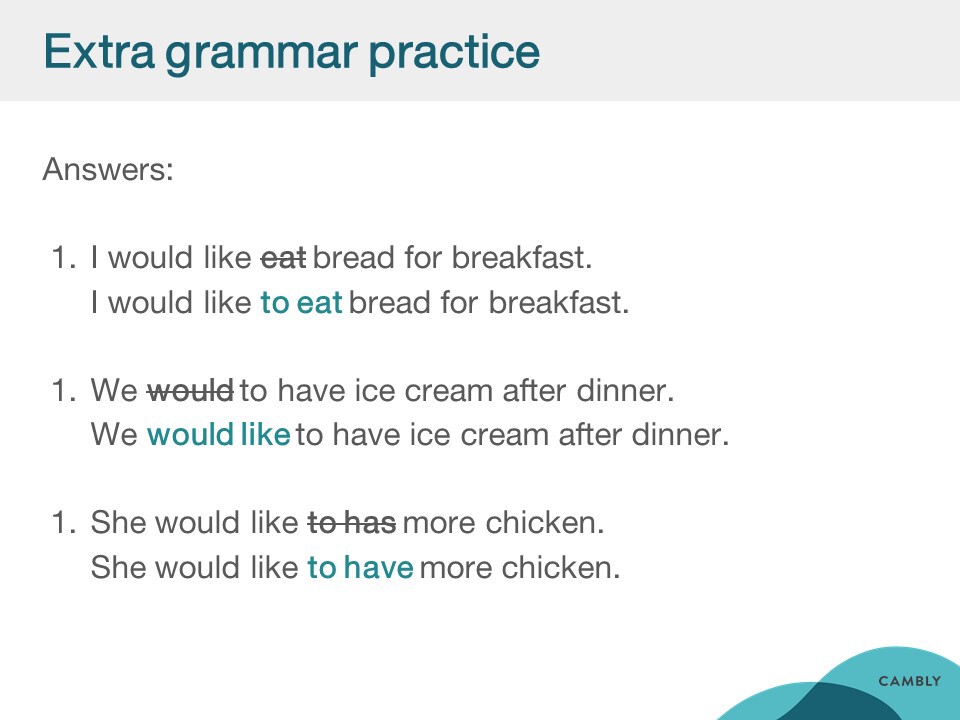 Extra grammar practice
Answers:
1. I would like eat bread for breakfast.
I would like to eat bread for breakfast.
1. We would to have ice cream after dinner.
We would like to have ice cream after dinner.
1. She would like to has more chicken.
She would like to have more chicken.
CAMBLY